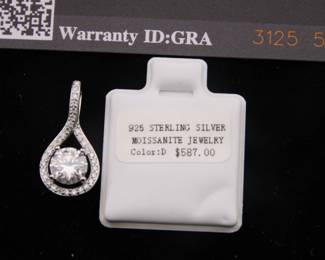 Warranty ID:GRA 3125 5
925 STERLING SILVER
MOISSANITE JEWELRY
Color:D $587.00